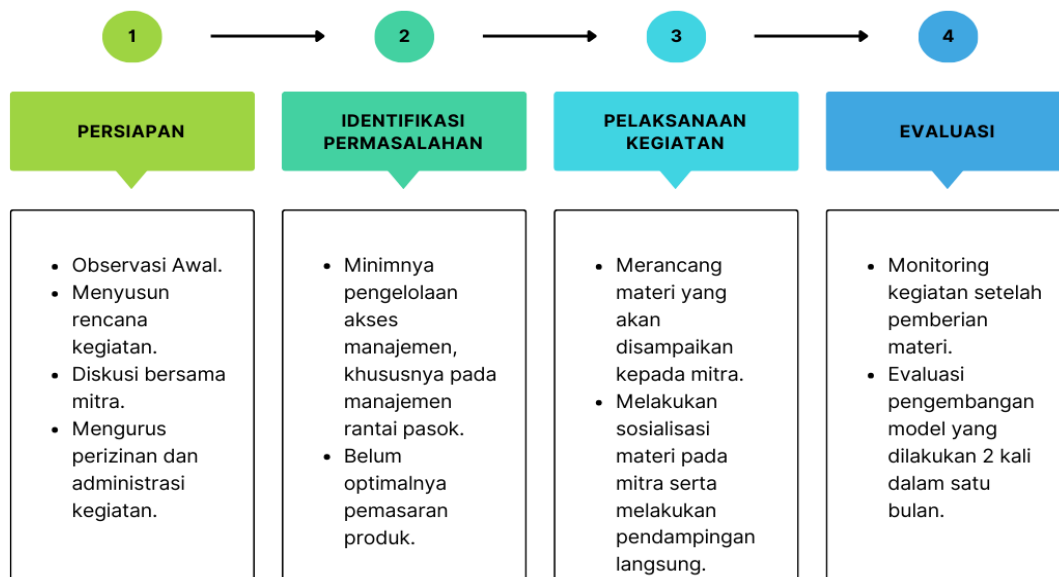 1
2
3
4
PERSIAPAN
IDENTIFIKASI
PERMASALAHAN
PELAKSANAAN
KEGIATAN
EVALUASI
• Observasi Awal.
• Menyusun
rencana
kegiatan.
• Diskusi bersama
mitra.
• Mengurus
perizinan dan
administrasi
kegiatan.
• Minimnya
pengelolaan
akses
manajemen,
khususnya pada
manajemen
rantai pasok.
• Belum
optimalnya
pemasaran
produk.
• Merancang
materi yang
akan
disampaikan
kepada mitra.
• Melakukan
sosialisasi
materi pada
mitra serta
melakukan
pendampingan
langsung.
• Monitoring
kegiatan setelah
pemberian
materi.
• Evaluasi
pengembangan
model yang
dilakukan 2 kali
dalam satu
bulan.